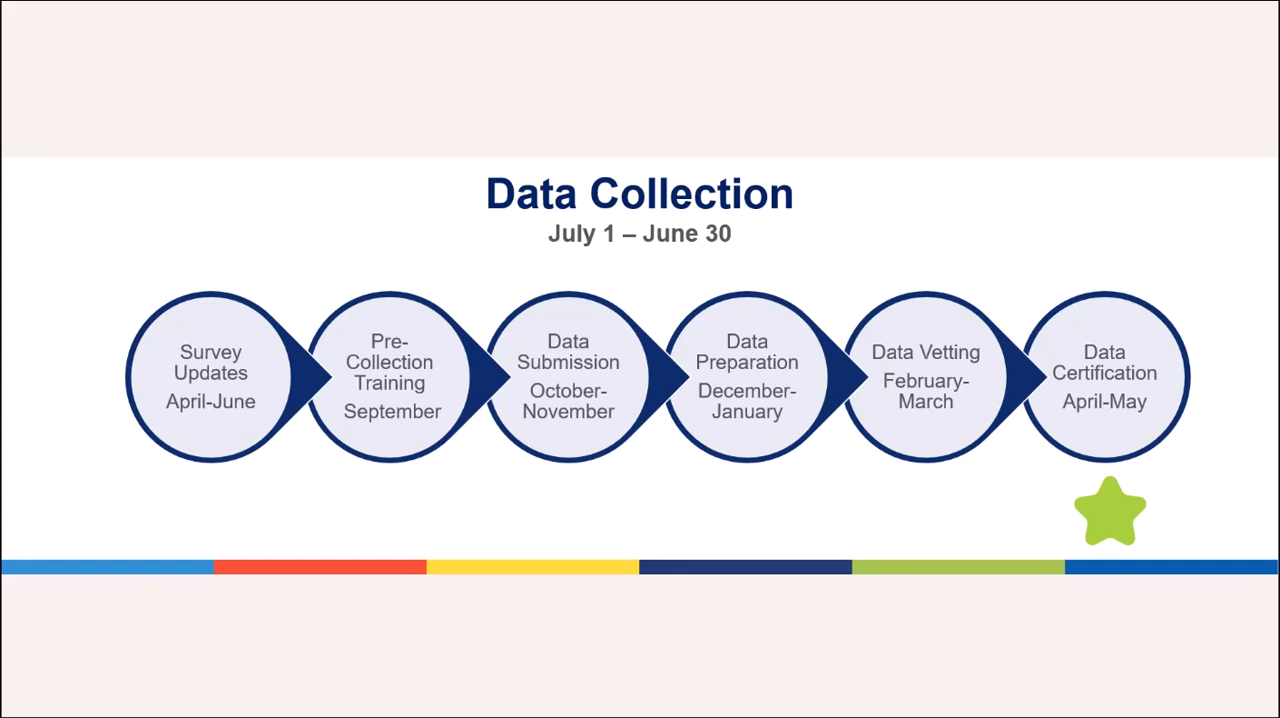 Data Collection
July 1 – June 30
Survey
Updates
April-June
Pre-
Collection
Training
September
Data
Submission
October-
November
Data
Preparation
December-
January
Data Vetting
February-
March
Data
Certification
April-May